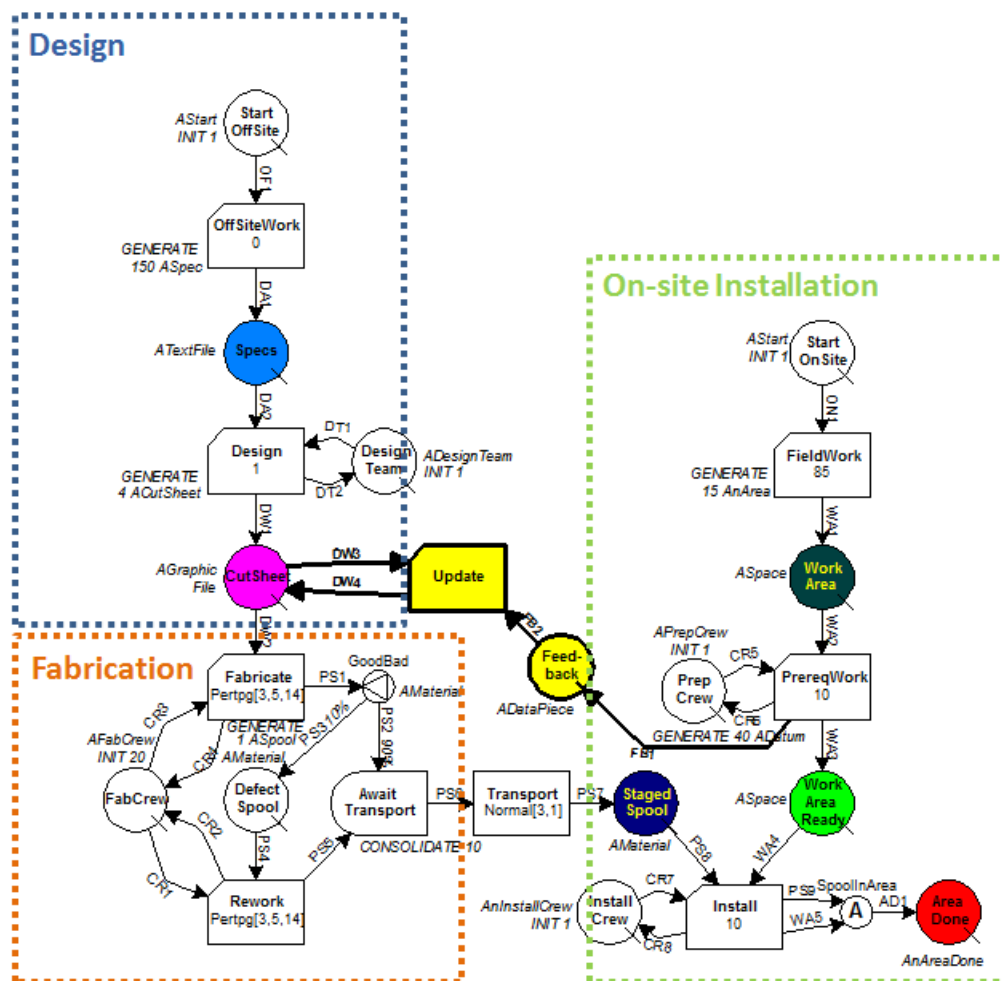 Design
AStart
INIT 1
Start
OffSite
OF1
OffSiteWork
0
GENERATE
150 ASpec
DA1
ATextFile
Specs
DA2
Design
1
GENERATE
4 ACutSheet
DT1
DT2
Design
Team
ADesignTeam
INIT 1
DW1
AGraphic
File
CutSheet
DW3
DW4
Update
DW2
FB2
Feed-
back
ADataPiece
FB1
Fabrication
Fabricate
Pertpg[3,5,14]
GENERATE
1 ASpool
AMaterial
PS1
GoodBad
AMaterial
PS2 90%
PS3 10%
CR3
CR4
AFabCrew
INIT 20
FabCrew
CR2
CR1
Defect
Spool
PS4
Rework
Pertpg[3,5,14]
PS5
Await
Transport
CONSOLIDATE 10
PS6
Transport
Normal[3,1]
PS7
On-site Installation
AStart
INIT 1
Start
OnSite
ON1
FieldWork
85
GENERATE
15 AnArea
WA1
ASpace
Work
Area
WA2
APrepCrew
INIT 1
Prep
Crew
CR5
CR6
PrereqWork
10
GENERATE 40 ADatum
WA3
ASpace
Work
Area
Ready
WA4
Staged
Spool
AMaterial
PS8
AnInstallCrew
INIT 1
Install
Crew
CR7
CR8
Install
10
PS9
WA5
SpoolInArea
A
AD1
Area
Done
AnAreaDone